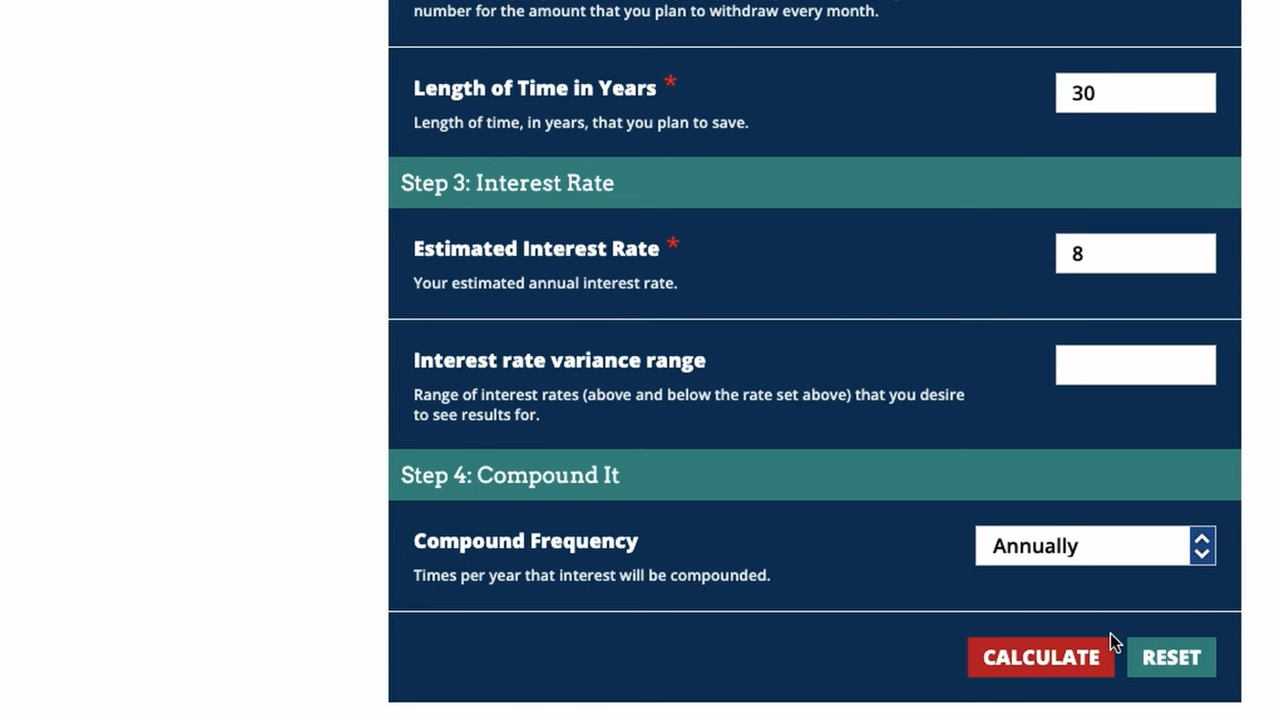 number for the amount that you plan to withdraw every month.
Length of Time in Years *
30
Length of time, in years, that you plan to save.
Step 3: Interest Rate
Estimated Interest Rate *
8
Your estimated annual interest rate.
Interest rate variance range
Range of interest rates (above and below the rate set above) that you desire
to see results for.
Step 4: Compound It
Compound Frequency
Annually
Times per year that interest will be compounded.
CALCULATE RESET